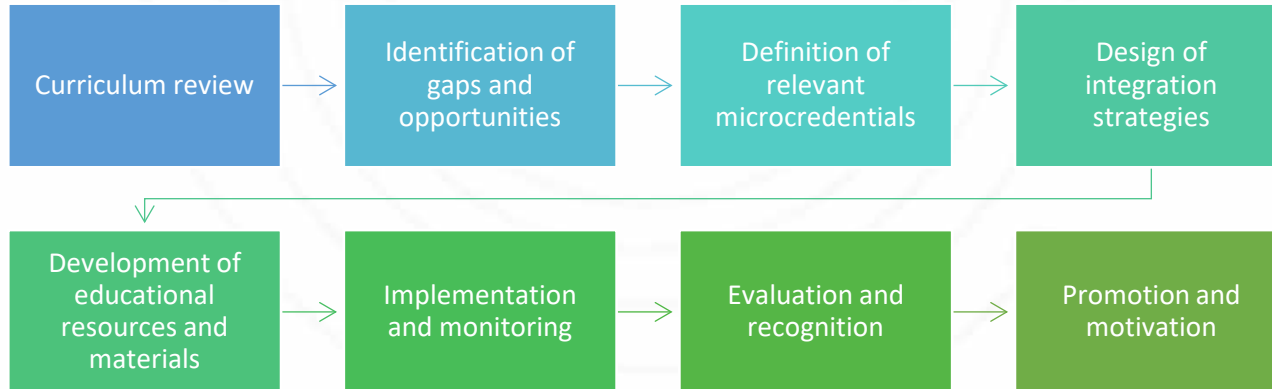 Curriculum review
Identification of
gaps and
opportunities
Definition of
relevant
microcredentials
Design of
integration
strategies
Development of
educational
resources and
materials
Implementation
and monitoring
Evaluation and
recognition
Promotion and
motivation